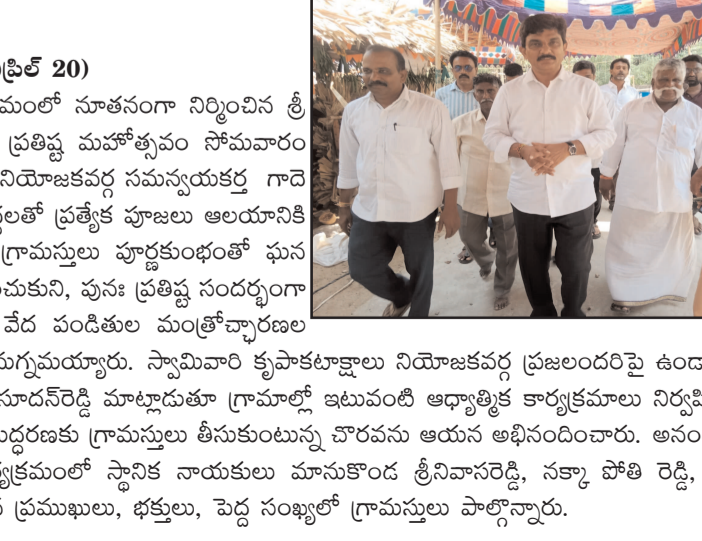 ప్రిల్ 20)
మంలో నూతనంగా నిర్మించిన శ్రీ
ప్రతిష్ట మహోత్సవం సోమవారం
నియోజకవర్గ సమన్వయకర్త గాదె
లతో ప్రత్యేక పూజలు ఆలయానికి
గ్రామస్తులు పూర్ణకుంభంతో ఘన
చుకుని, పునః ప్రతిష్ట సందర్భంగా
వేద పండితుల మంత్రోచ్ఛారణల
మగ్నమయ్యారు. స్వామివారి కృపాకటాక్షాలు నియోజకవర్గ ప్రజలందరిపై ఉండా
సూదన్‌రెడ్డి మాట్లాడుతూ గ్రామాల్లో ఇటువంటి ఆధ్యాత్మిక కార్యక్రమాలు నిర్వహి
ద్ధరణకు గ్రామస్తులు తీసుకుంటున్న చొరవను ఆయన అభినందించారు. అనం
్యక్రమంలో స్థానిక నాయకులు మానుకొండ శ్రీనివాసరెడ్డి, నక్కా పోతి రెడ్డి,
ప్రముఖులు, భక్తులు, పెద్ద సంఖ్యలో గ్రామస్తులు పాల్గొన్నారు.